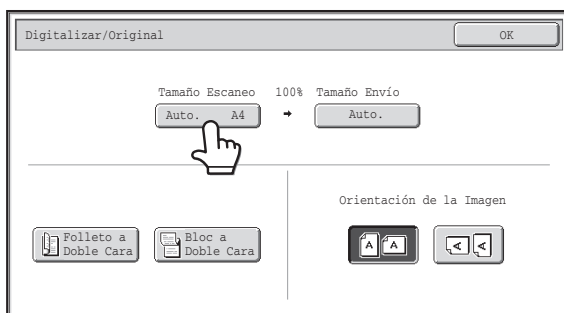 Digitalizar/Original OK
Tamaño Escaneo 100% Tamaño Envío
Auto. A4 Auto.
Orientación de la Imagen
Folleto a
Doble Cara
Bloc a
Doble Cara
A A A A